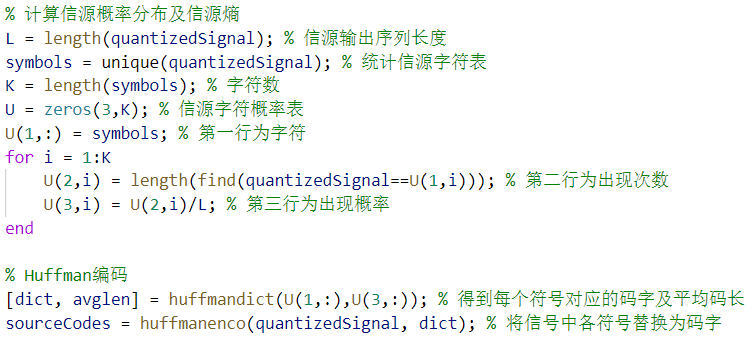 % 计算信源概率分布及信源熵
L = length(quantizedSignal); % 信源输出序列长度
symbols = unique(quantizedSignal); % 统计信源字符表
K = length(symbols); % 字符数
U = zeros(3,K); % 信源字符概率表
U(1,:) = symbols; % 第一行为字符
for i = 1:K
    U(2,i) = length(find(quantizedSignal==U(1,i))); % 第二行为出现次数
    U(3,i) = U(2,i)/L; % 第三行为出现概率
end

% Huffman编码
[dict, avglen] = huffmandict(U(1,:),U(3,:)); % 得到每个符号对应的码字及平均码长
sourceCodes = huffmanenco(quantizedSignal, dict); % 将信号中各符号替换为码字